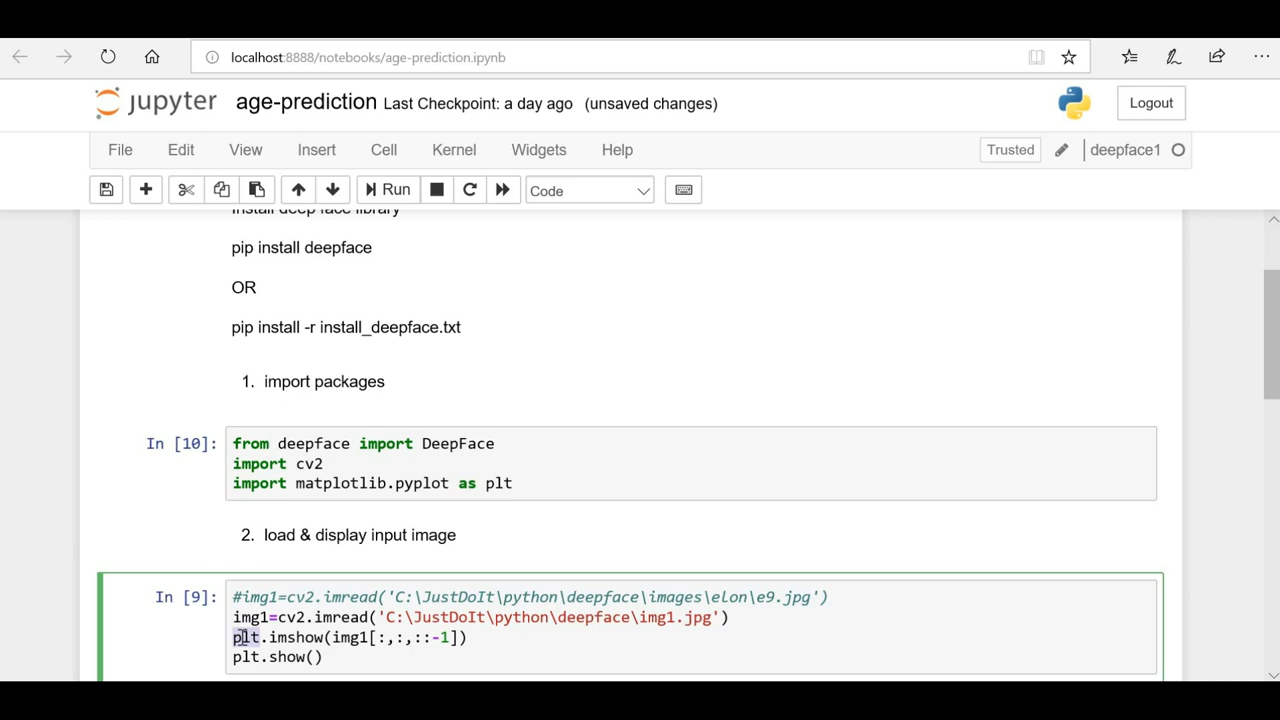 localhost:8888/notebooks/age-prediction.ipynb
jupyter age-prediction Last Checkpoint: a day ago (unsaved changes) Logout
File Edit View Insert Cell Kernel Widgets Help Trusted deepface1
Run Code
Install deep face library
pip install deepface
OR
pip install -r install_deepface.txt
1. import packages
In [10]: from deepface import DeepFace
import cv2
import matplotlib.pyplot as plt
2. load & display input image
In [9]: #img1=cv2.imread('C:\JustDoIt\python\deepface\images\elon\e9.jpg')
img1=cv2.imread('C:\JustDoIt\python\deepface\img1.jpg')
plt.imshow(img1[:,:,::-1])
plt.show()